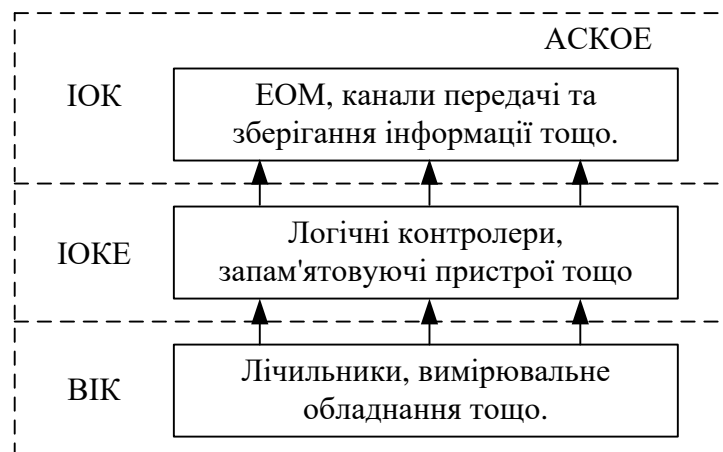 АСКОЕ
ІОК
ЕОМ, канали передачі та
зберігання інформації тощо.
ІОКЕ
Логічні контролери,
запам'ятовуючі пристрої тощо
ВІК
Лічильники, вимірювальне
обладнання тощо.